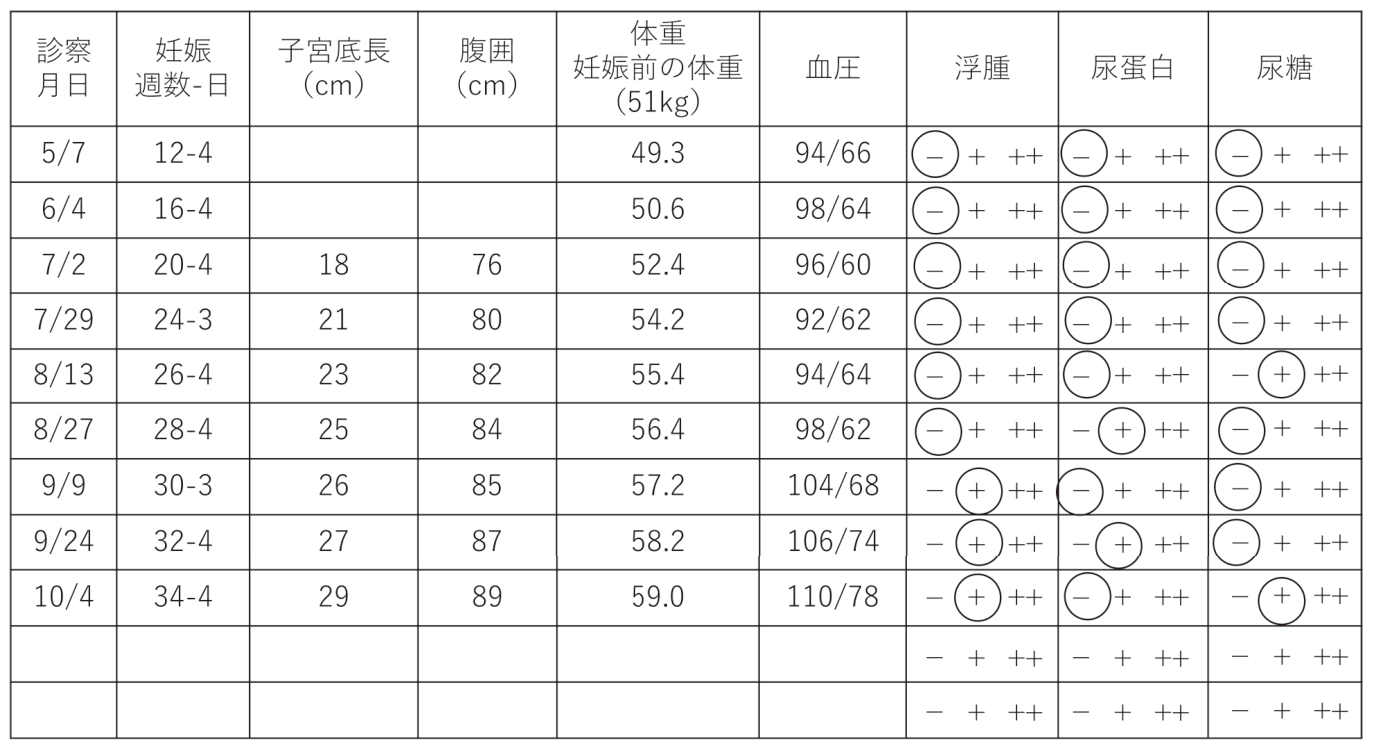 診察月日 妊娠週数-日 子宮底長(cm) 腹囲(cm) 体重 妊娠前の体重(51kg) 血圧 浮腫 尿蛋白 尿糖
5/7 12-4 49.3 94/66 − + ++ − + ++ − + ++
6/4 16-4 50.6 98/64 − + ++ − + ++ − + ++
7/2 20-4 18 76 52.4 96/60 − + ++ − + ++ − + ++
7/29 24-3 21 80 54.2 92/62 − + ++ − + ++ − + ++
8/13 26-4 23 82 55.4 94/64 − + ++ − + ++ − + ++
8/27 28-4 25 84 56.4 98/62 − + ++ − + ++ − + ++
9/9 30-3 26 85 57.2 104/68 − + ++ − + ++ − + ++
9/24 32-4 27 87 58.2 106/74 − + ++ − + ++ − + ++
10/4 34-4 29 89 59.0 110/78 − + ++ − + ++ − + ++
− + ++ − + ++ − + ++
− + ++ − + ++ − + ++